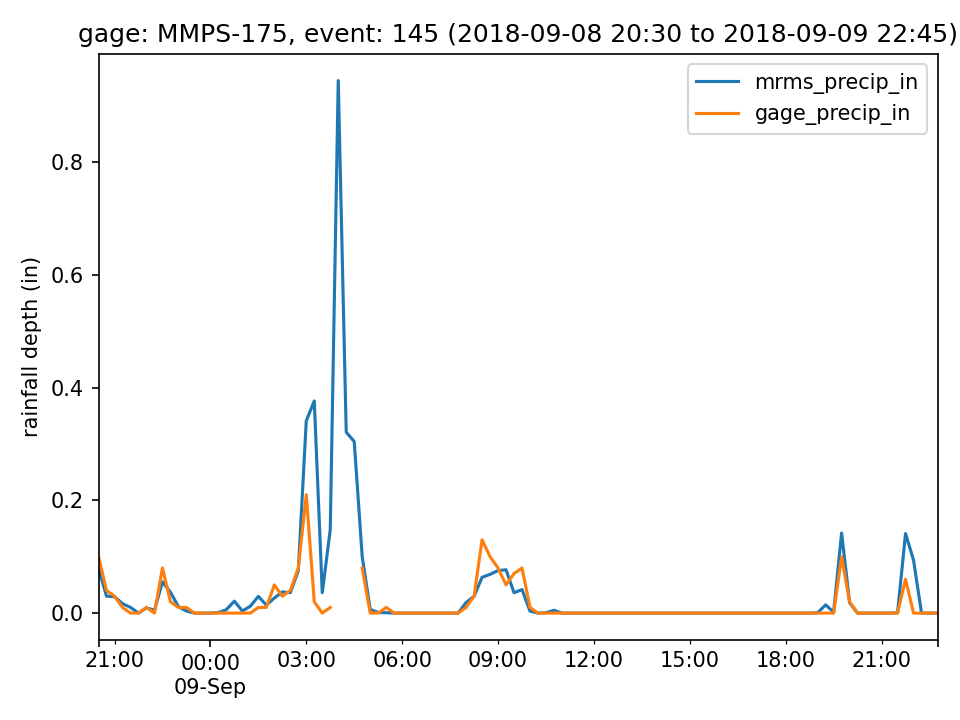 gage: MMPS-175, event: 145 (2018-09-08 20:30 to 2018-09-09 22:45)
mrms_precip_in
gage_precip_in
rainfall depth (in)
0.8
0.6
0.4
0.2
0.0
21:00 00:00 03:00 06:00 09:00 12:00 15:00 18:00 21:00
09-Sep